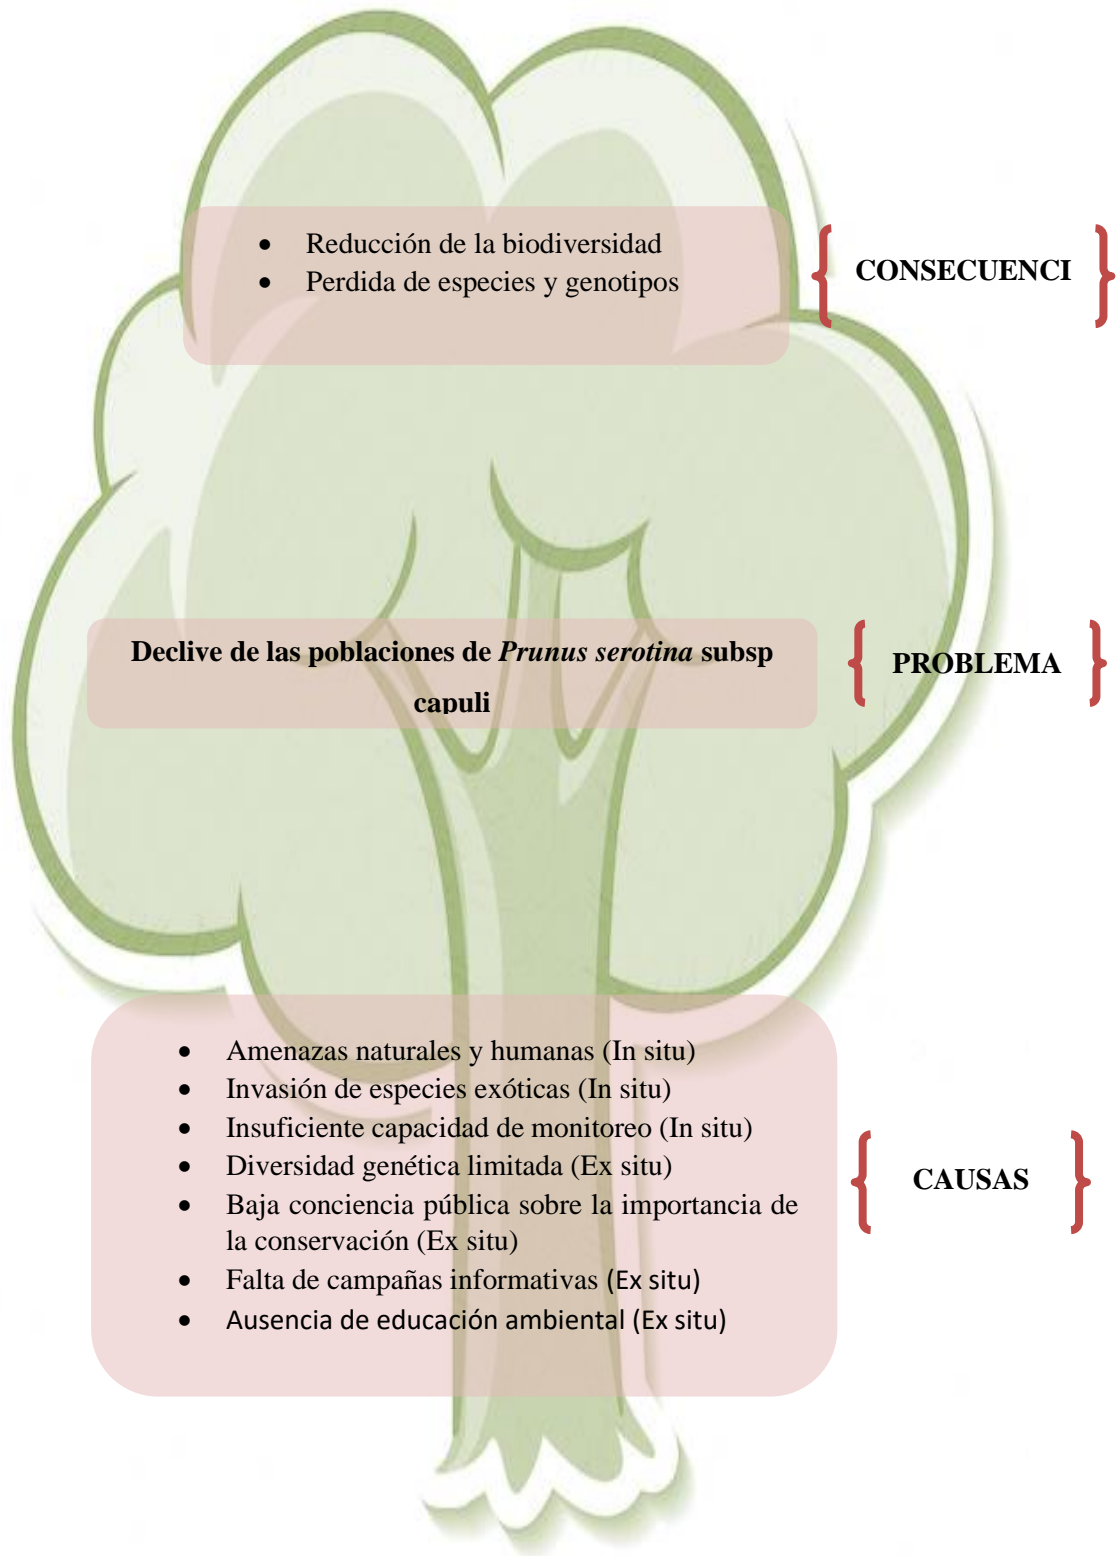 • Reducción de la biodiversidad
• Perdida de especies y genotipos
CONSECUENCI
Declive de las poblaciones de Prunus serotina subsp
capuli
PROBLEMA
• Amenazas naturales y humanas (In situ)
• Invasión de especies exóticas (In situ)
• Insuficiente capacidad de monitoreo (In situ)
• Diversidad genética limitada (Ex situ)
• Baja conciencia pública sobre la importancia de
la conservación (Ex situ)
• Falta de campañas informativas (Ex situ)
• Ausencia de educación ambiental (Ex situ)
CAUSAS